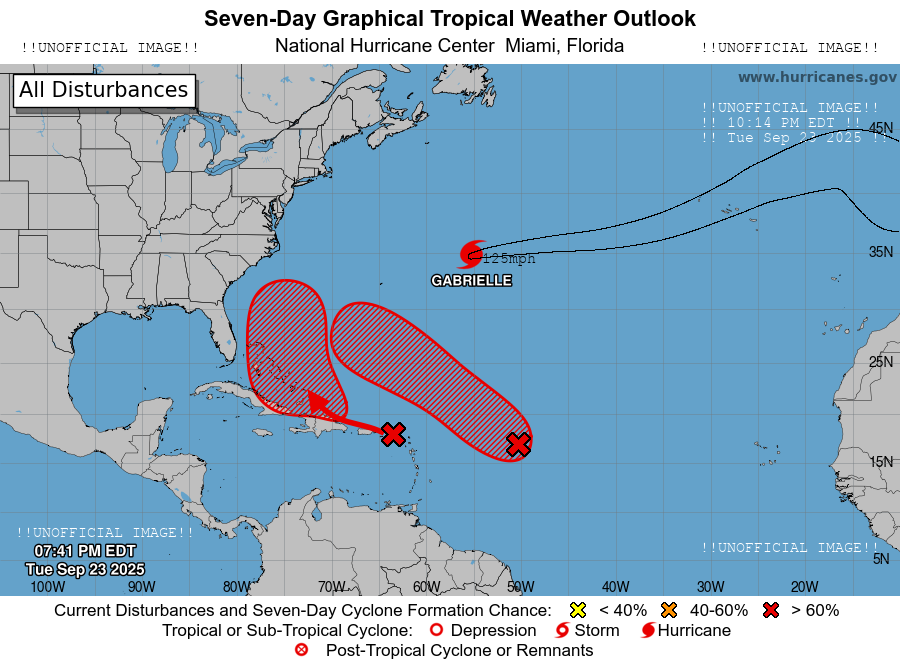 Seven-Day Graphical Tropical Weather Outlook
!!UNOFFICIAL IMAGE!! National Hurricane Center Miami, Florida !!UNOFFICIAL IMAGE!!
All Disturbances
www.hurricanes.gov
!!UNOFFICIAL IMAGE!!
!! 10:14 PM EDT !!
!! Tue Sep 23 2025 !!
45N
125mph
35N
GABRIELLE
25N
15N
!!UNOFFICIAL IMAGE!!
07:41 PM EDT
!!UNOFFICIAL IMAGE!!
5N
Tue Sep 23 2025
100W 90W 80W 70W 60W 50W 40W 30W 20W
Current Disturbances and Seven-Day Cyclone Formation Chance: < 40% 40-60% > 60%
Tropical or Sub-Tropical Cyclone: Depression Storm Hurricane
Post-Tropical Cyclone or Remnants